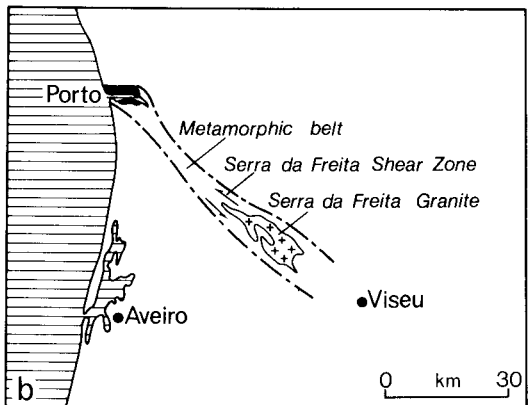 Porto
Metamorphic belt
Serra da Freita Shear Zone
Serra da Freita Granite
Viseu
Aveiro
b
0 km 30